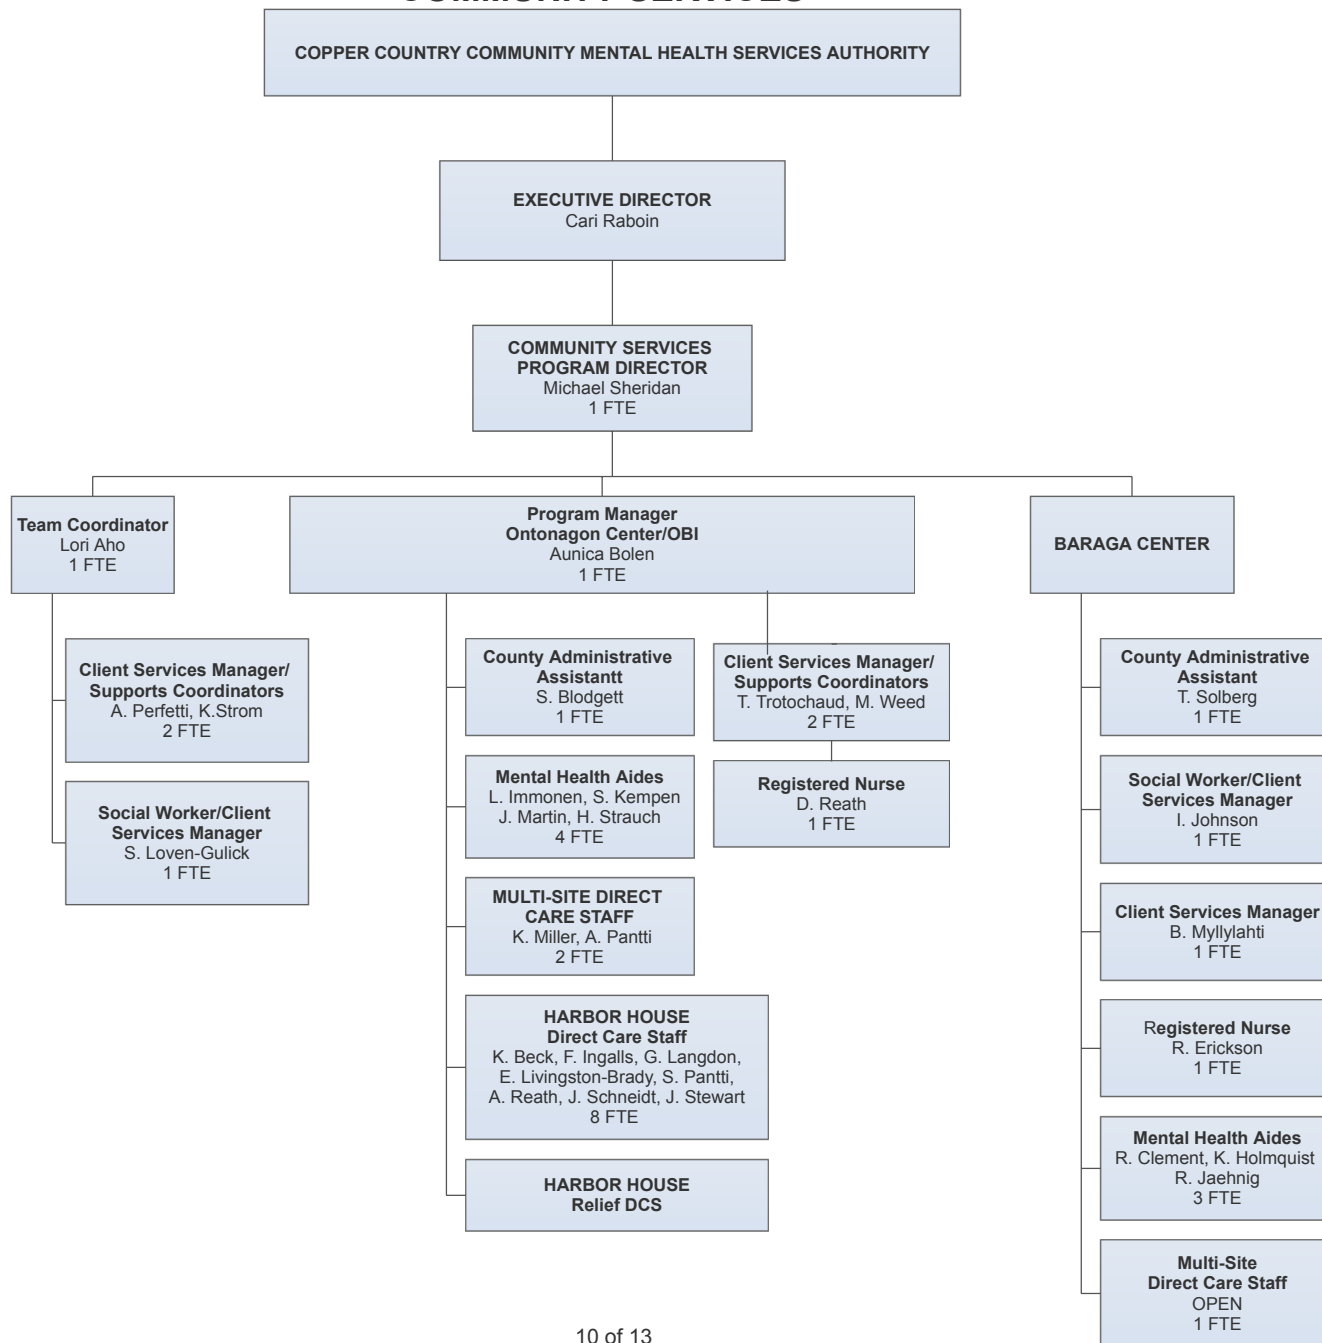 COMMUNITY SERVICES
COPPER COUNTRY COMMUNITY MENTAL HEALTH SERVICES AUTHORITY
EXECUTIVE DIRECTOR
Cari Raboin
COMMUNITY SERVICES
PROGRAM DIRECTOR
Michael Sheridan
1 FTE
Team Coordinator
Lori Aho
1 FTE
Client Services Manager/
Supports Coordinators
A. Perfetti, K.Strom
2 FTE
Social Worker/Client
Services Manager
S. Loven-Gulick
1 FTE
Program Manager
Ontonagon Center/OBI
Aunica Bolen
1 FTE
County Administrative
Assistantt
S. Blodgett
1 FTE
Mental Health Aides
L. Immonen, S. Kempen
J. Martin, H. Strauch
4 FTE
MULTI-SITE DIRECT
CARE STAFF
K. Miller, A. Pantti
2 FTE
HARBOR HOUSE
Direct Care Staff
K. Beck, F. Ingalls, G. Langdon,
E. Livingston-Brady, S. Pantti,
A. Reath, J. Schneidt, J. Stewart
8 FTE
HARBOR HOUSE
Relief DCS
Client Services Manager/
Supports Coordinators
T. Trotochaud, M. Weed
2 FTE
Registered Nurse
D. Reath
1 FTE
BARAGA CENTER
County Administrative
Assistant
T. Solberg
1 FTE
Social Worker/Client
Services Manager
I. Johnson
1 FTE
Client Services Manager
B. Myllylahti
1 FTE
Registered Nurse
R. Erickson
1 FTE
Mental Health Aides
R. Clement, K. Holmquist
R. Jaehnig
3 FTE
Multi-Site
Direct Care Staff
OPEN
1 FTE
10 of 13